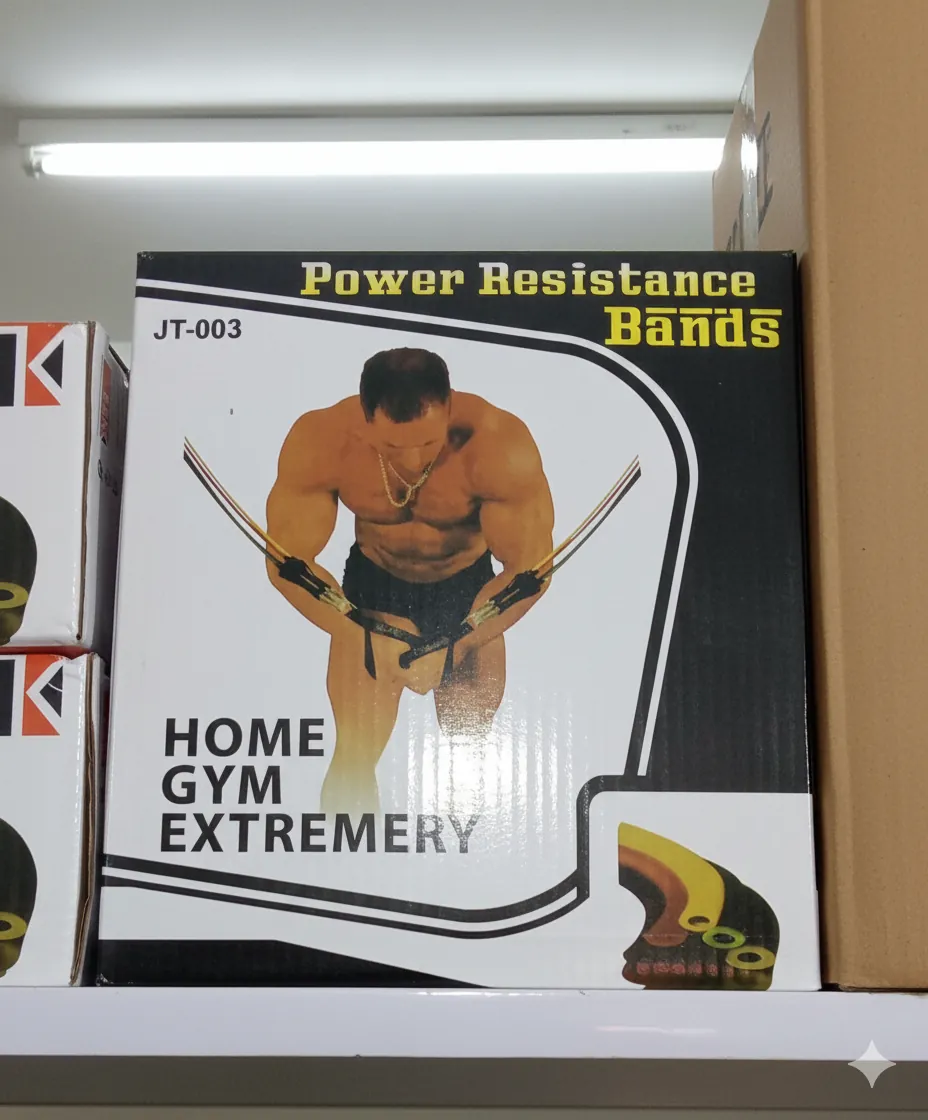 Power Resistance
Bands
JT-003
HOME
GYM
EXTREMERY
K
K